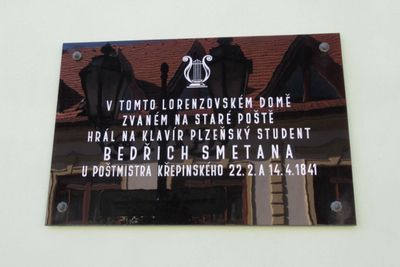 V TOMTO LORENZOVSKÉM DOMĚ
ZVANÉM NA STARÉ POŠTĚ
HRÁL NA KLAVÍR PLZEŇSKÝ STUDENT
BEDŘICH SMETANA
U POŠTMISTRA KŘEPINSKÉHO 22.2. A 14.4.1841